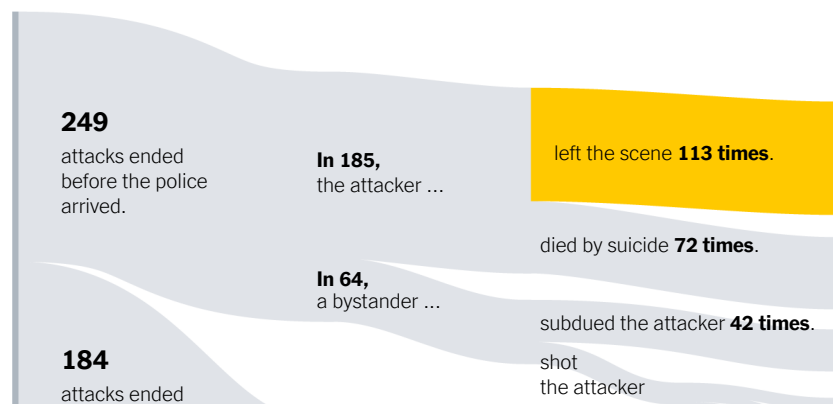 249
attacks ended
before the police
arrived.
In 185,
the attacker ...
left the scene 113 times.
died by suicide 72 times.
In 64,
a bystander ...
subdued the attacker 42 times.
shot
the attacker
184
attacks ended